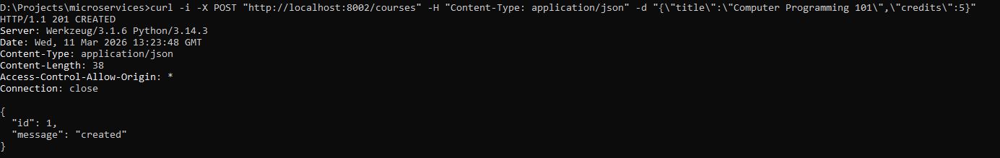 D:\Projects\microservices>curl -i -X POST "http://localhost:8002/courses" -H "Content-Type: application/json" -d "{\"title\":\"Computer Programming 101\",\"credits\":5}"
HTTP/1.1 201 CREATED
Server: Werkzeug/3.1.6 Python/3.14.3
Date: Wed, 11 Mar 2026 13:23:48 GMT
Content-Type: application/json
Content-Length: 38
Access-Control-Allow-Origin: *
Connection: close

{
  "id": 1,
  "message": "created"
}